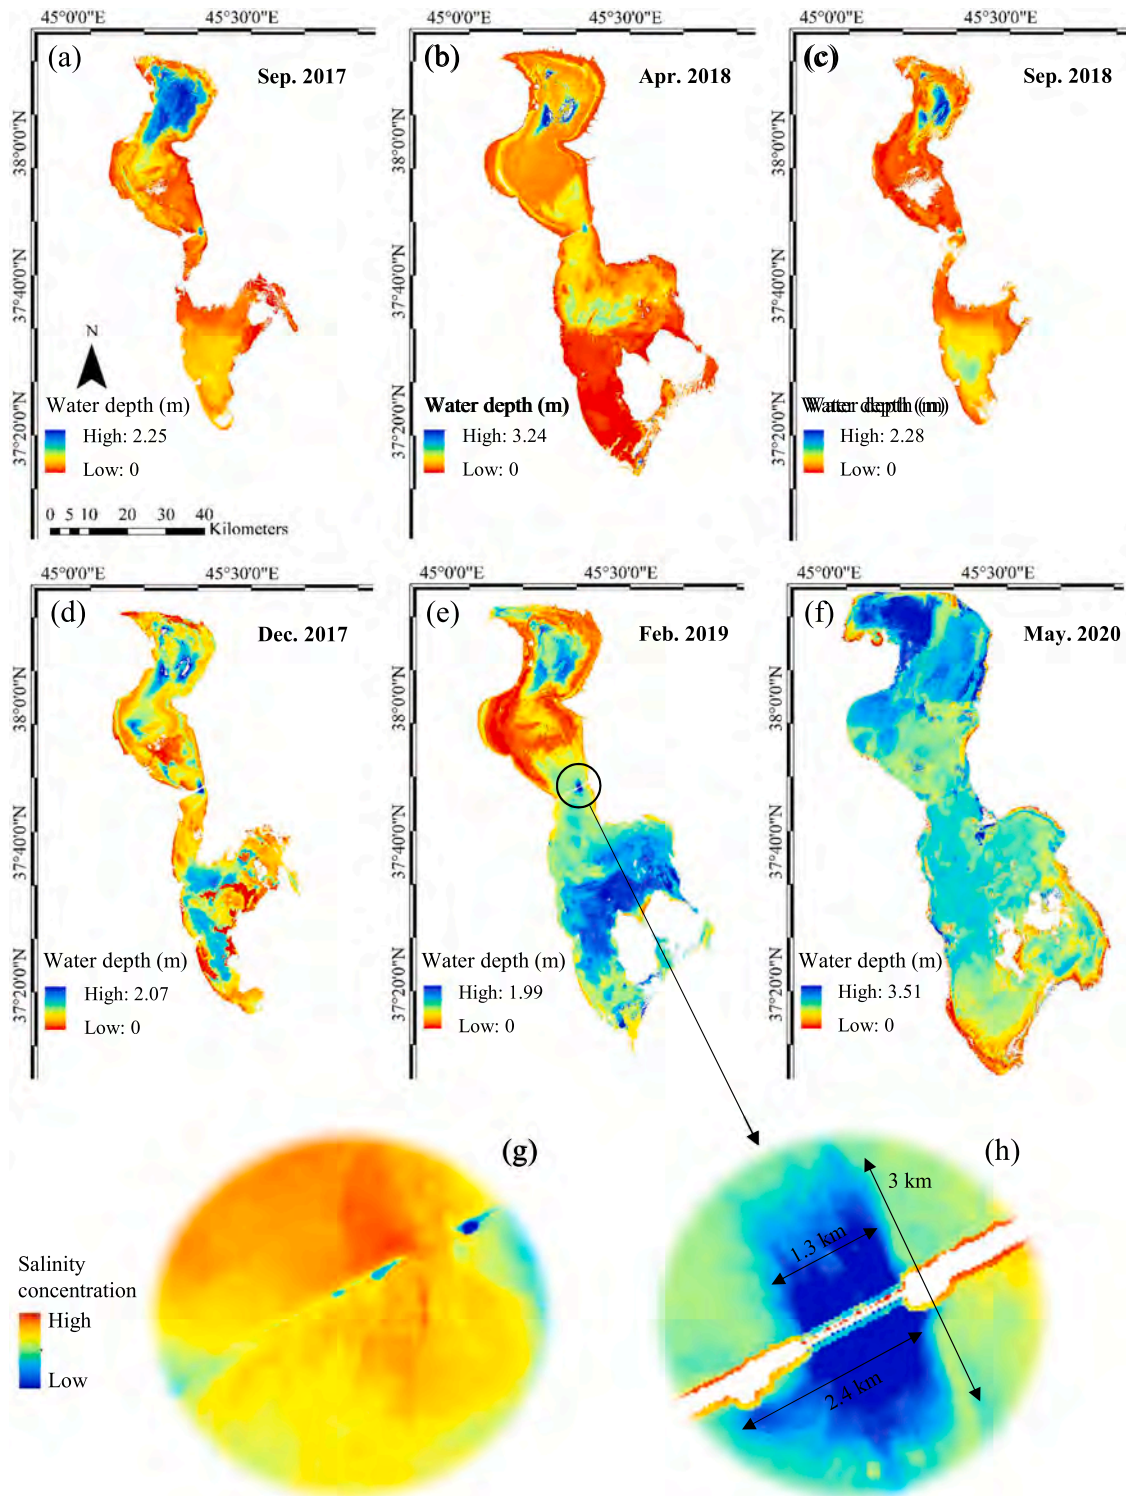 45°0'0"E 45°30'0"E
45°0'0"E 45°30'0"E
45°0'0"E 45°30'0"E
(a)
Sep. 2017
38°0'0"N
37°40'0"N
37°20'0"N
N
Water depth (m)
High: 2.25
Low: 0
0 5 10 20 30 40
Kilometers
(b)
Apr. 2018
38°0'0"N
37°40'0"N
37°20'0"N
Water depth (m)
High: 3.24
Low: 0
(c)
Sep. 2018
38°0'0"N
37°40'0"N
37°20'0"N
Water depth (m)
High: 2.28
Low: 0
45°0'0"E 45°30'0"E
45°0'0"E 45°30'0"E
45°0'0"E 45°30'0"E
(d)
Dec. 2017
38°0'0"N
37°40'0"N
37°20'0"N
Water depth (m)
High: 2.07
Low: 0
(e)
Feb. 2019
38°0'0"N
37°40'0"N
37°20'0"N
Water depth (m)
High: 1.99
Low: 0
(f)
May. 2020
38°0'0"N
37°40'0"N
37°20'0"N
Water depth (m)
High: 3.51
Low: 0
(g)
Salinity
concentration
High
Low
(h)
3 km
1.3 km
2.4 km